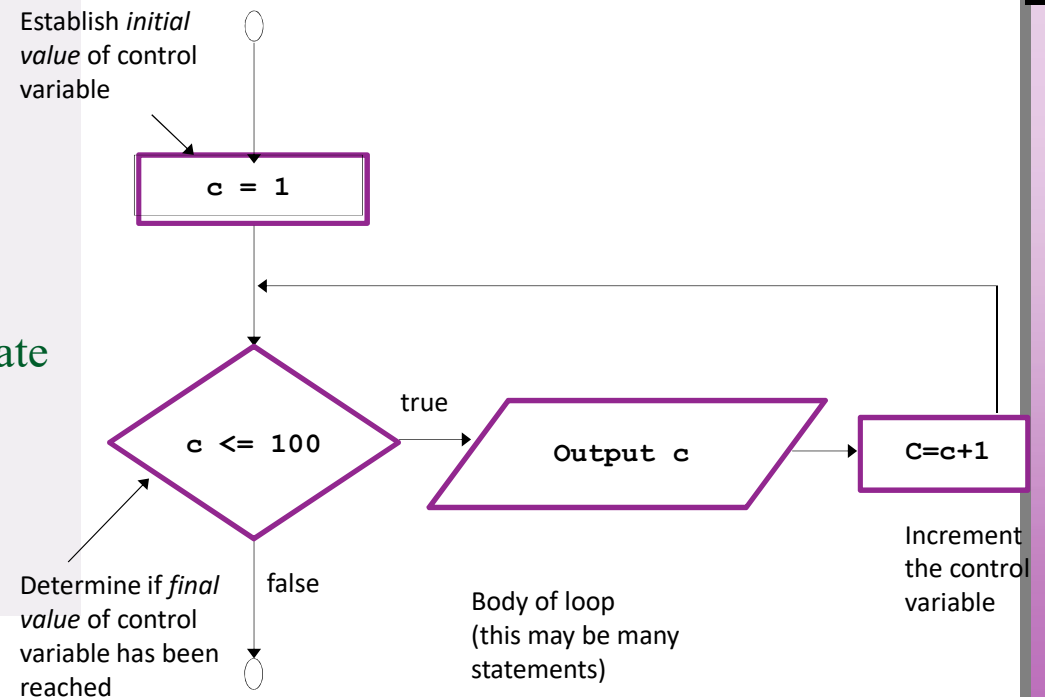 Establish initial
value of control
variable
c = 1
ate
true
c <= 100
Output c
C=c+1
Increment
the control
variable
false
Determine if final
value of control
variable has been
reached
Body of loop
(this may be many
statements)